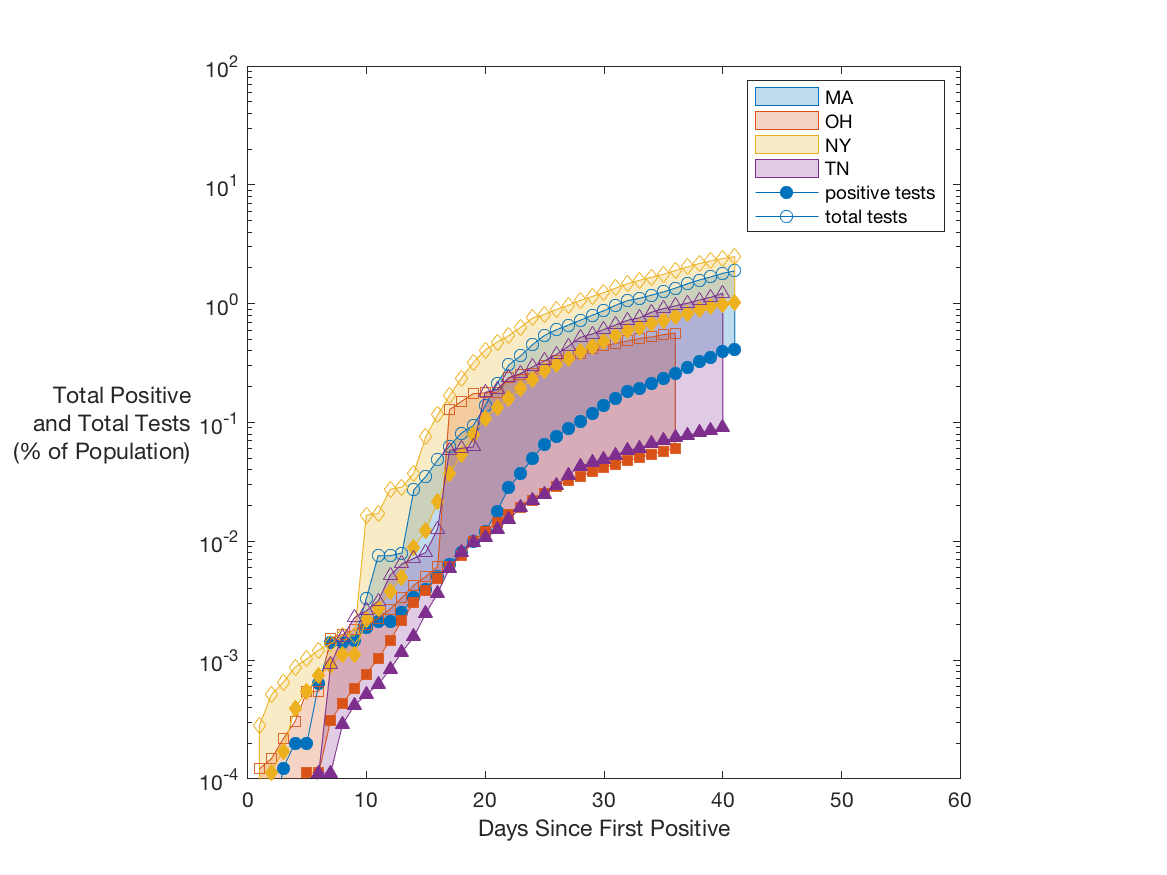 10^2
10^1
10^0
10^-1
10^-2
10^-3
10^-4
Total Positive
and Total Tests
(% of Population)
MA
OH
NY
TN
positive tests
total tests
0 10 20 30 40 50 60
Days Since First Positive